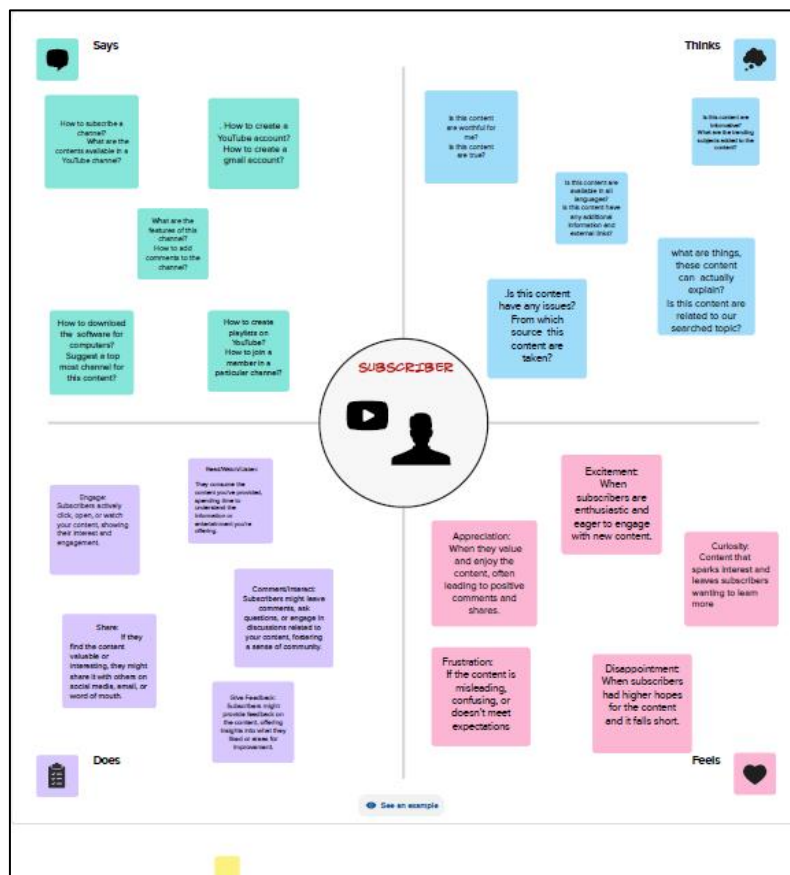 Says
How to subscribe a
channel?
What are the
contents available in a
YouTube channel?
. How to create a
YouTube account?
How to create a
gmail account?
What are the
features of this
channel?
How to add
comments to the
channel?
How to download
the software for
computers?
Suggest a top
most channel for
this content?
How to create
playlists on
YouTube?
How to join a
member in a
particular channel?
Thinks
Is this content
are worthful for
me?
Is this content
are true?
Is this content are
informative?
What are the trending
subjects added to the
content?
Is this content are
available in all
languages?
Is this content have
any additional
information and
external links?
what are things,
these content
can actually
explain?
Is this content are
related to our
searched topic?
.Is this content
have any issues?
From which
source this
content are
taken?
SUBSCRIBER
Engage:
Subscribers actively
click, open, or watch
your content, showing
their interest and
engagement.
Read/Watch/Listen:
They consume the
content you've provided,
spending time to
understand the
information or
entertainment you're
offering.
Comment/Interact:
Subscribers might leave
comments, ask
questions, or engage in
discussions related to
your content, fostering
a sense of community.
Share:
If they
find the content
valuable or
interesting, they might
share it with others on
social media, email, or
word of mouth.
Give Feedback:
Subscribers might
provide feedback on
the content, offering
insights into what they
liked or areas for
improvement.
Does
Excitement:
When
subscribers are
enthusiastic and
eager to engage
with new content.
Appreciation:
When they value
and enjoy the
content, often
leading to positive
comments and
shares.
Curiosity:
Content that
sparks interest and
leaves subscribers
wanting to learn
more
Frustration:
If the content is
misleading,
confusing, or
doesn't meet
expectations
Disappointment:
When subscribers
had higher hopes
for the content
and it falls short.
Feels
See an example